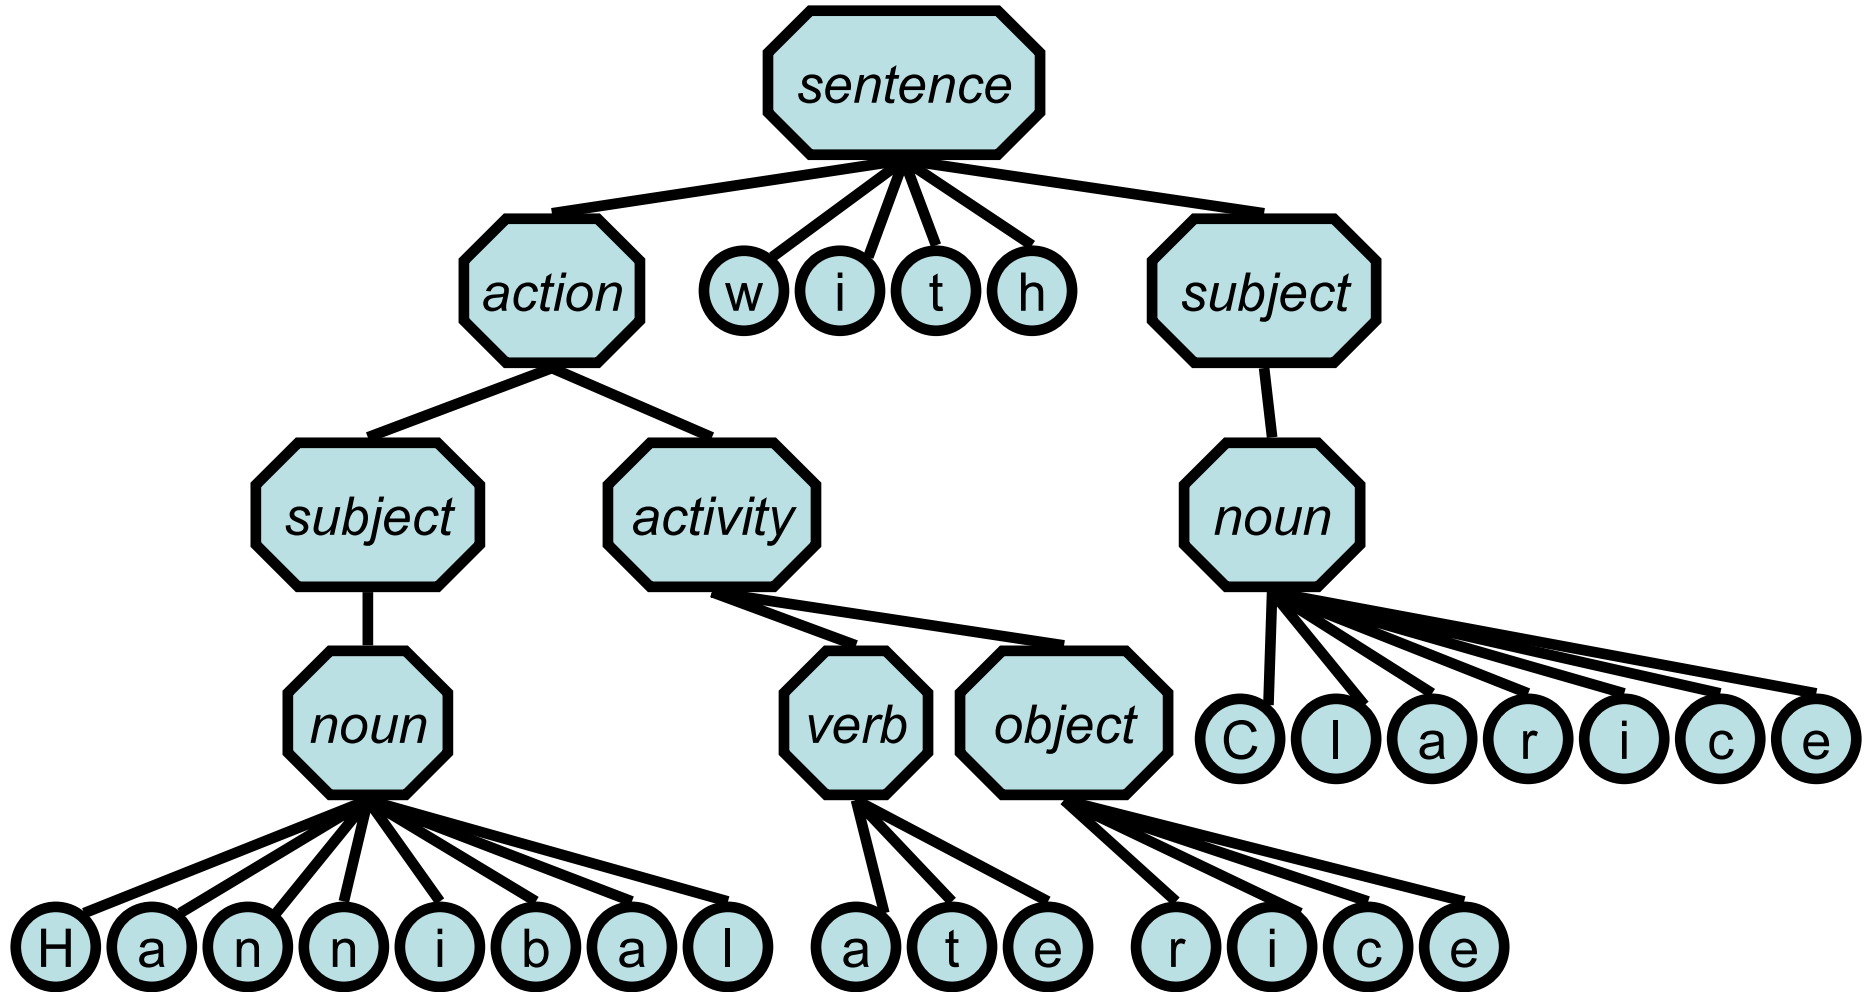 sentence
action w i t h subject
subject activity noun
noun verb object C l a r i c e
H a n n i b a l a t e r i c e